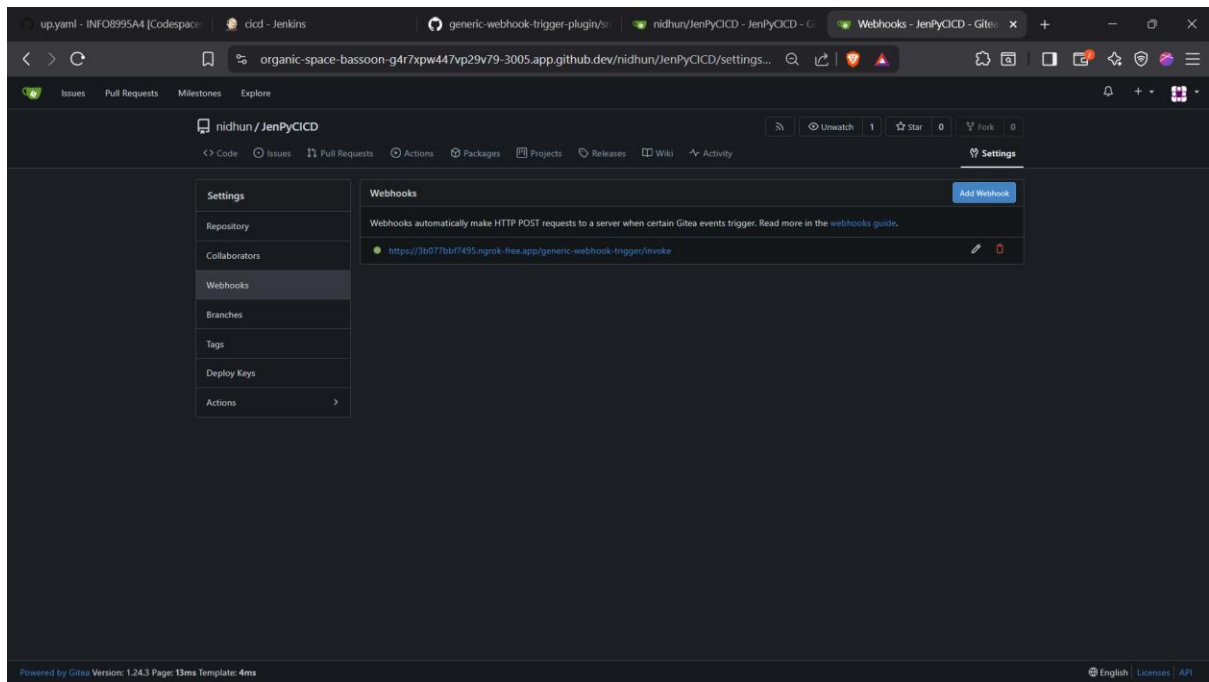 up.yaml - INFO8995A4 [Codespac
cicd - Jenkins
generic-webhook-trigger-plugin/sr
nidhun/JenPyCICD - JenPyCICD - G
Webhooks - JenPyCICD - Gitea
organic-space-bassoon-g4r7xpw447vp29v79-3005.app.github.dev/nidhun/JenPyCICD/settings...
2
Issues Pull Requests Milestones Explore
nidhun / JenPyCICD
Unwatch 1 Star 0 Fork 0
Code Issues Pull Requests Actions Packages Projects Releases Wiki Activity Settings
Settings
Repository
Collaborators
Webhooks
Branches
Tags
Deploy Keys
Actions
Webhooks
Add Webhook
Webhooks automatically make HTTP POST requests to a server when certain Gitea events trigger. Read more in the webhooks guide.
https://3b077bbf7495.ngrok-free.app/generic-webhook-trigger/invoke
Powered by Gitea Version: 1.24.3 Page: 13ms Template: 4ms
English Licenses API